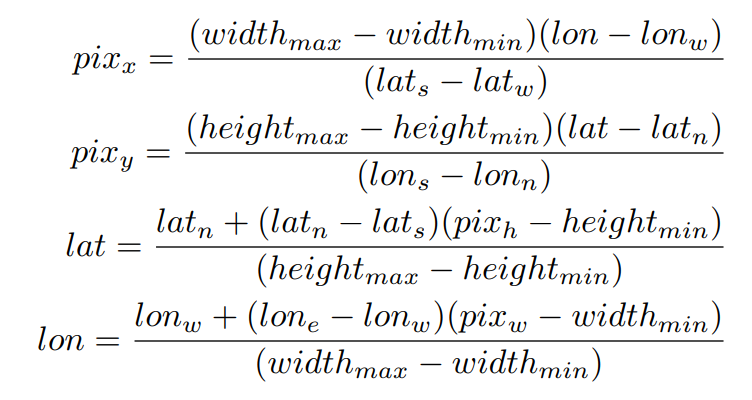 pix_x = (width_max − width_min)(lon − lon_w) / (lat_s − lat_w)
pix_y = (height_max − height_min)(lat − lat_n) / (lon_s − lon_n)
lat = lat_n + (lat_n − lat_s)(pix_h − height_min) / (height_max − height_min)
lon = lon_w + (lon_e − lon_w)(pix_w − width_min) / (width_max − width_min)